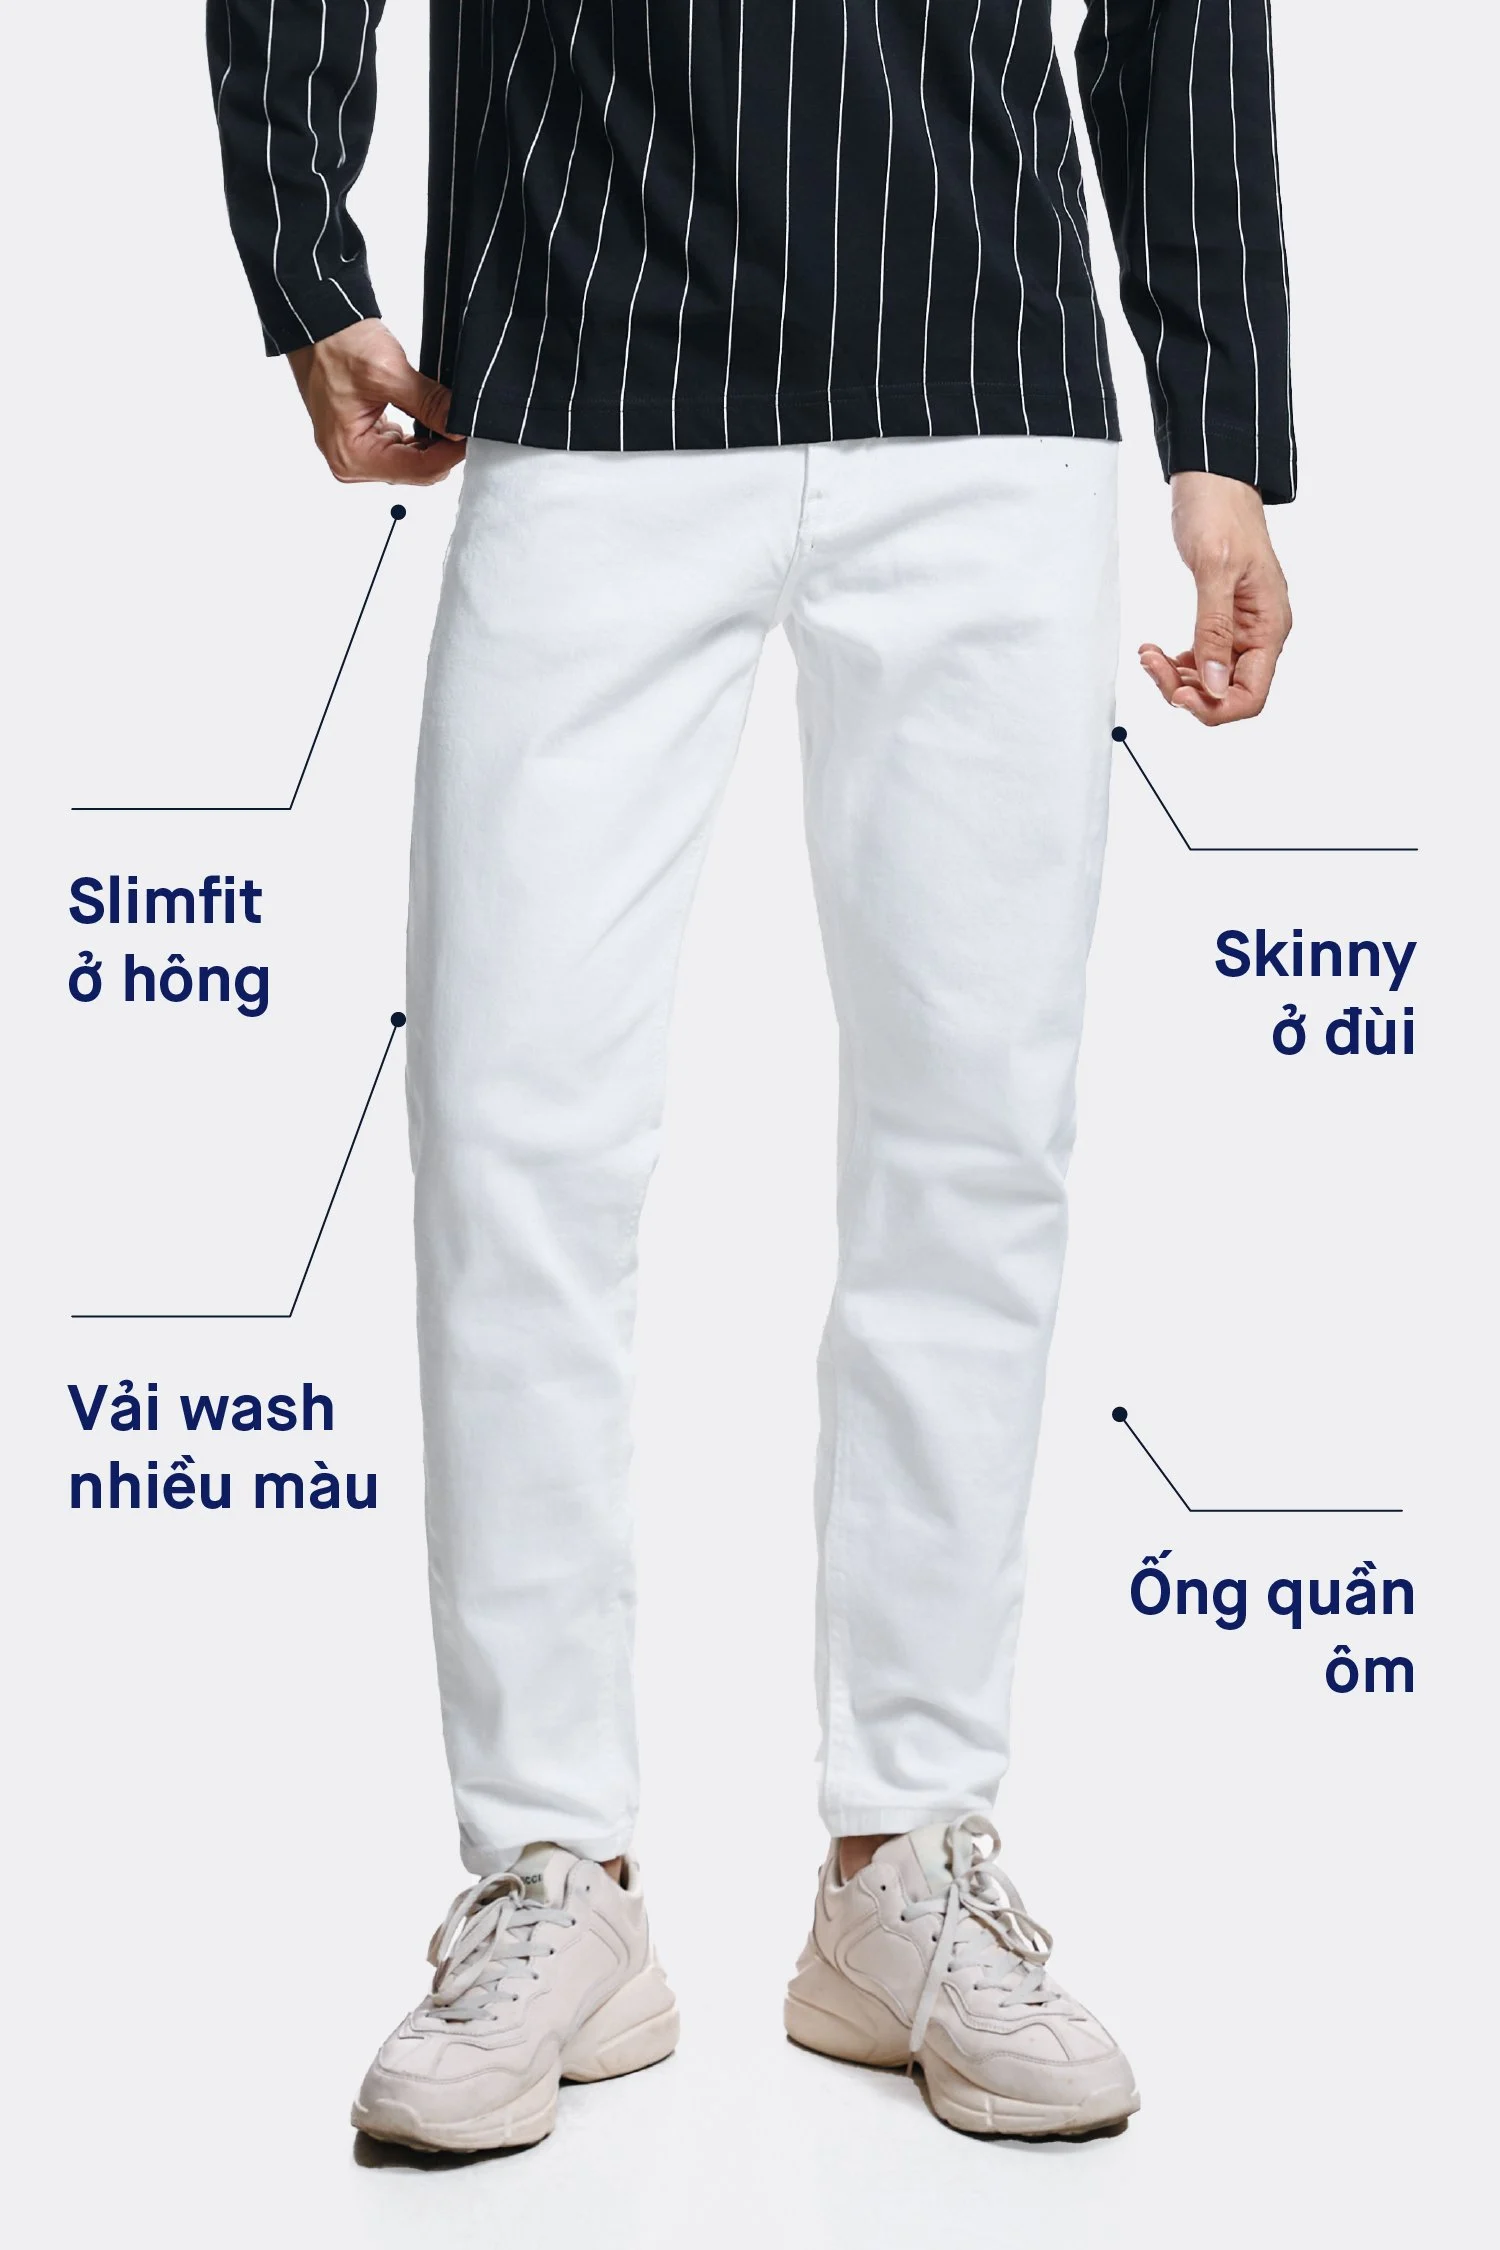 Slimfit
ở hông
Skinny
ở đùi
Vải wash
nhiều màu
Ống quần
ôm